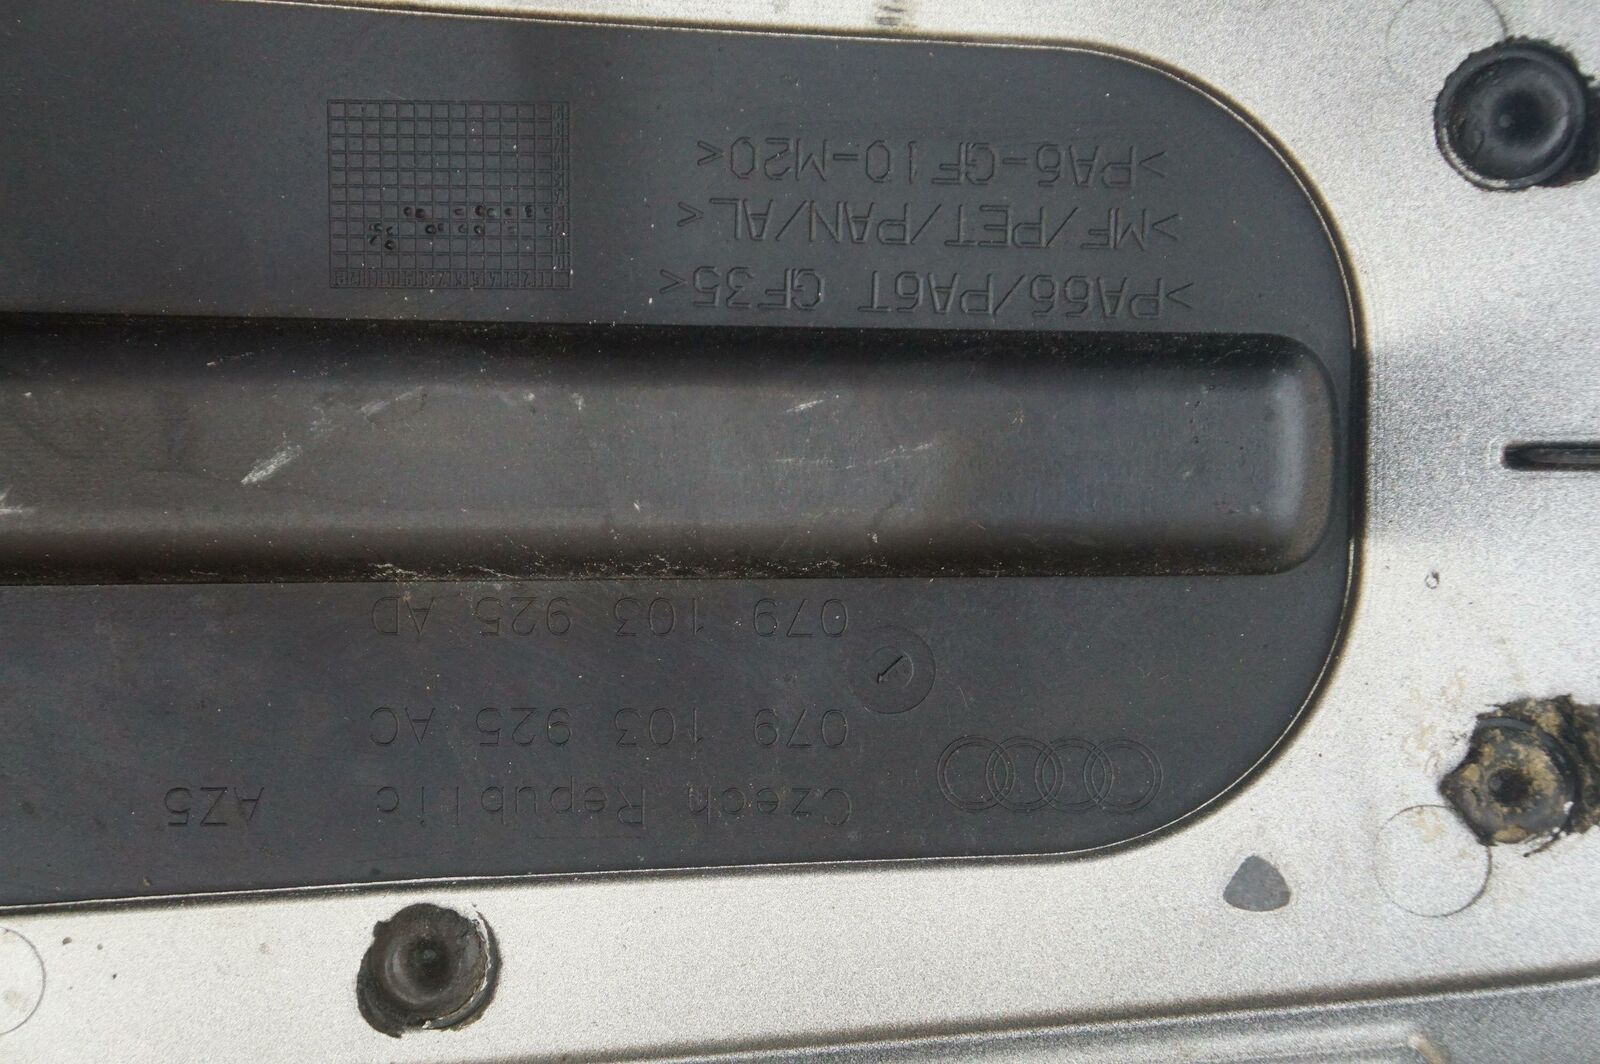 Czech Republic AZ5
079 103 925 AC
079 103 925 AD
>PA66/PA6T GF35<
>MF/PET/PAN/AL<
>PA6-GF10-M20<